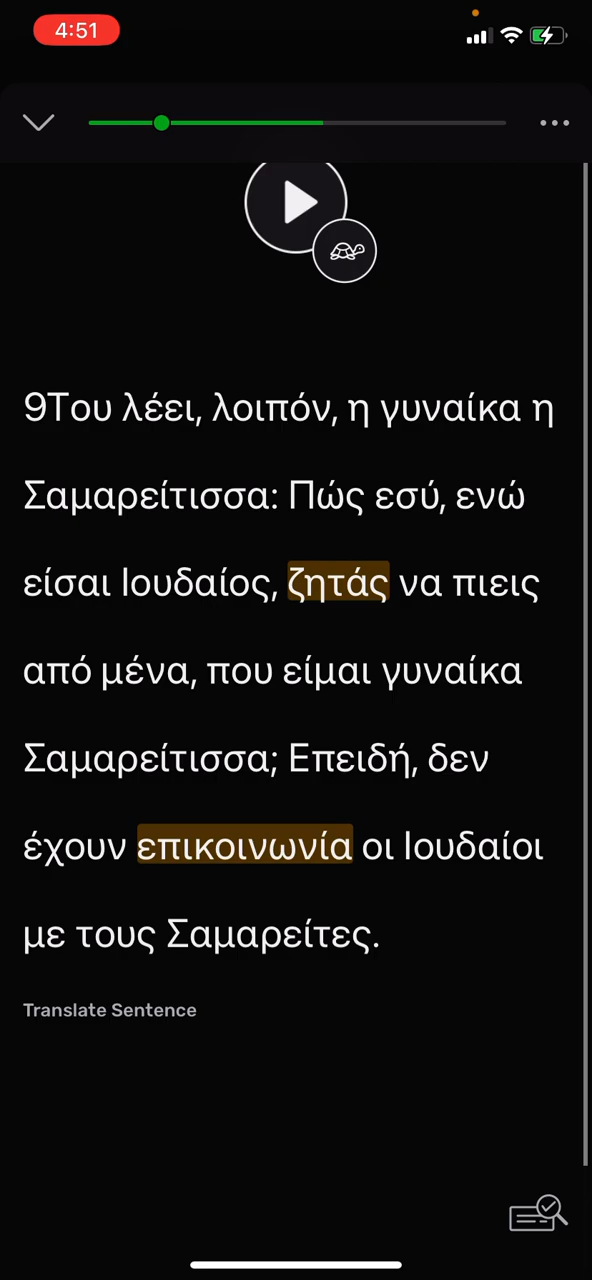 4:51
9Του λέει, λοιπόν, η γυναίκα η
Σαμαρείτισσα: Πώς εσύ, ενώ
είσαι Ιουδαίος, ζητάς να πιεις
από μένα, που είμαι γυναίκα
Σαμαρείτισσα; Επειδή, δεν
έχουν επικοινωνία οι Ιουδαίοι
με τους Σαμαρείτες.
Translate Sentence